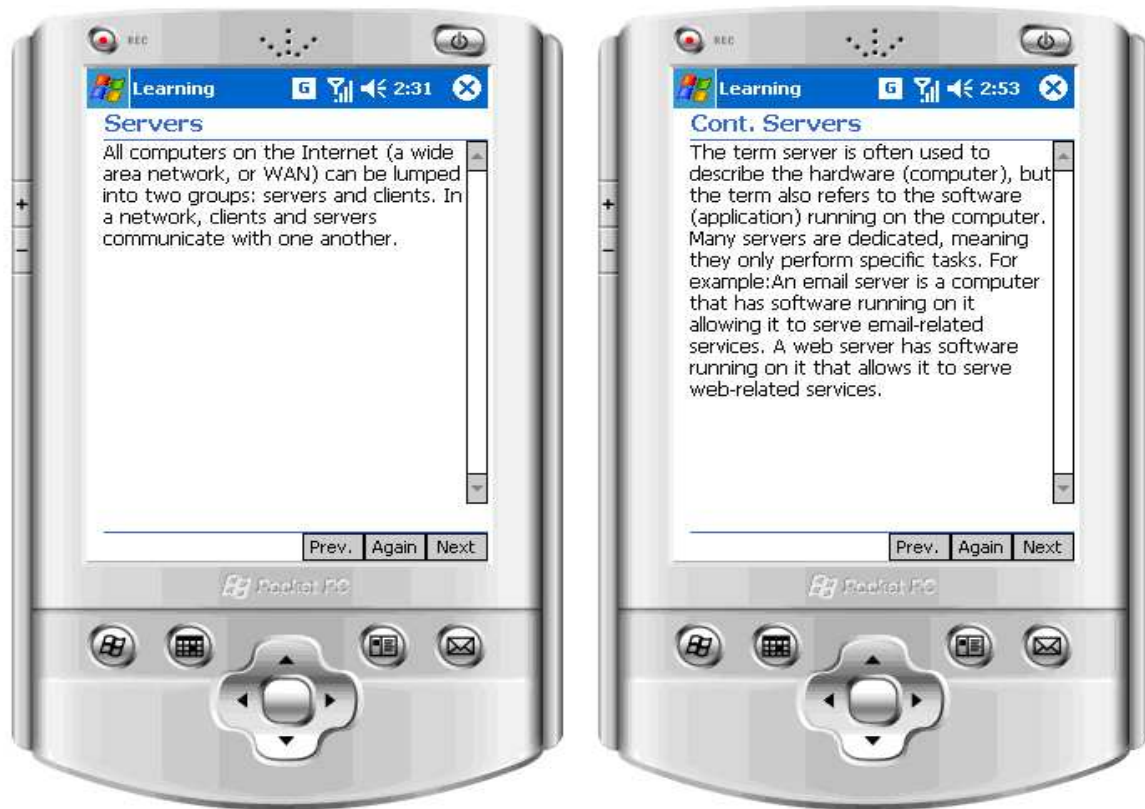 REC
Learning G 2:31
Servers
All computers on the Internet (a wide
area network, or WAN) can be lumped
into two groups: servers and clients. In
a network, clients and servers
communicate with one another.
Prev. Again Next
Pocket PC
+
-
REC
Learning G 2:53
Cont. Servers
The term server is often used to
describe the hardware (computer), but
the term also refers to the software
(application) running on the computer.
Many servers are dedicated, meaning
they only perform specific tasks. For
example:An email server is a computer
that has software running on it
allowing it to serve email-related
services. A web server has software
running on it that allows it to serve
web-related services.
Prev. Again Next
Pocket PC
+
-